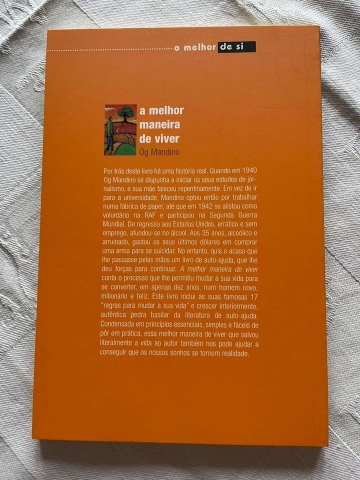 o melhor de si
a melhor
maneira
de viver
Og Mandino
Por trás deste livro há uma história real. Quando em 1940
Og Mandino se dispunha a iniciar os seus estudos de jor-
nalismo, a sua mãe faleceu repentinamente. Em vez de ir
para a universidade, Mandino optou então por trabalhar
numa fábrica de papel, até que em 1942 se alistou como
voluntário na RAF e participou na Segunda Guerra
Mundial. De regresso aos Estados Unidos, errático e sem
emprego, afundou-se no álcool. Aos 35 anos, alcoólico e
arruinado, gastou os seus últimos dólares em comprar
uma arma para se suicidar. No entanto, quis o acaso que
lhe passasse pelas mãos um livro de auto-ajuda, que lhe
deu forças para continuar. A melhor maneira de viver
conta o processo que lhe permitiu mudar a sua vida para
se converter, em apenas dez anos, num homem novo,
milionário e feliz. Este livro inclui as suas famosas 17
"regras para mudar a sua vida" e crescer interiormente,
autêntica pedra basilar da literatura de auto-ajuda.
Condensada em princípios essenciais, simples e fáceis de
pôr em prática, essa melhor maneira de viver que salvou
literalmente a vida ao autor também nos pode ajudar a
conseguir que os nossos sonhos se tornem realidade.